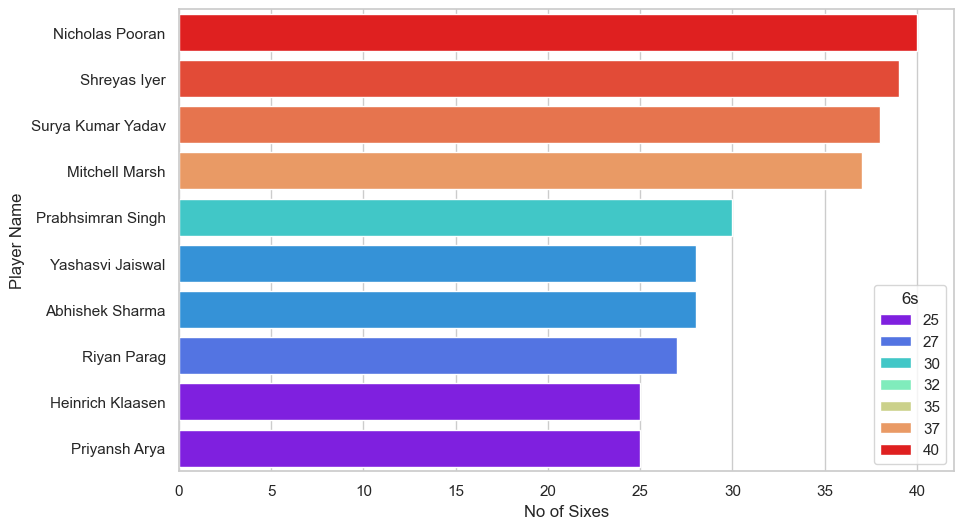 Nicholas Pooran
Shreyas Iyer
Surya Kumar Yadav
Mitchell Marsh
Prabhsimran Singh
Yashasvi Jaiswal
Abhishek Sharma
Riyan Parag
Heinrich Klaasen
Priyansh Arya
Player Name
0 5 10 15 20 25 30 35 40
No of Sixes
6s
25
27
30
32
35
37
40